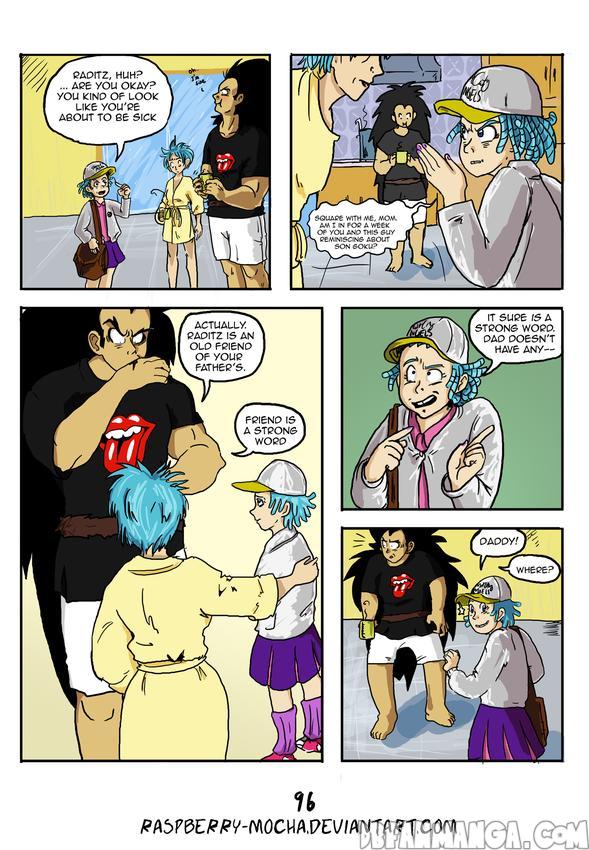 RADITZ, HUH?
... ARE YOU OKAY?
YOU KIND OF LOOK
LIKE YOU'RE
ABOUT TO BE SICK
SQUARE WITH ME, MOM.
AM I IN FOR A WEEK
OF YOU AND THIS GUY
REMINISCING ABOUT
SON GOKU?
ACTUALLY.
RADITZ IS AN
OLD FRIEND
OF YOUR
FATHER'S.
FRIEND IS
A STRONG
WORD
IT SURE IS A
STRONG WORD.
DAD DOESN'T
HAVE ANY--
DADDY!
WHERE?
96
RASPBERRY-MOCHA.DEVIANTART.COM
DBFANMANGA.COM